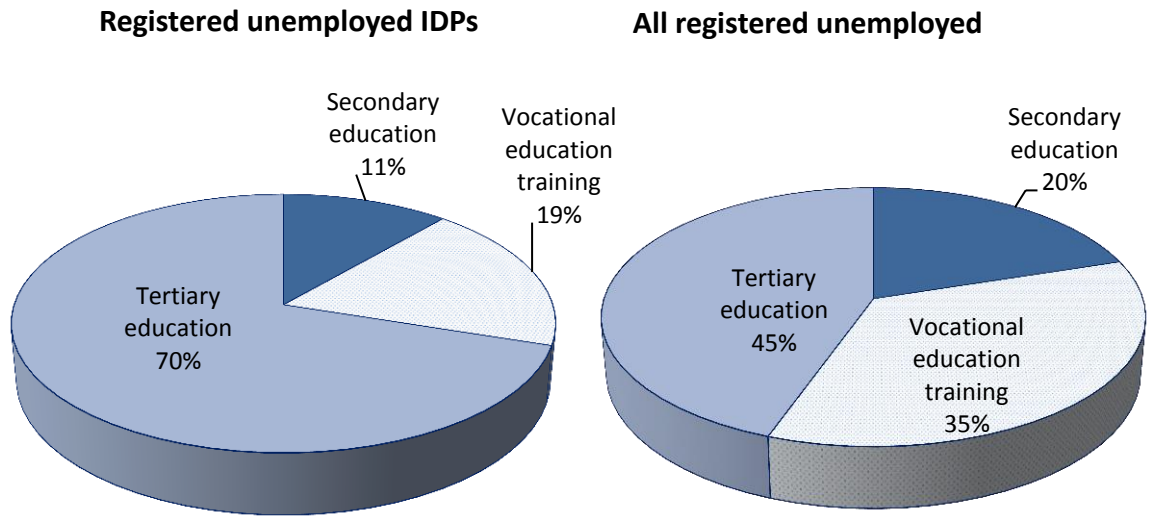 Registered unemployed IDPs
All registered unemployed
Secondary
education
11%
Vocational
education
training
19%
Tertiary
education
70%
Secondary
education
20%
Tertiary
education
45%
Vocational
education
training
35%